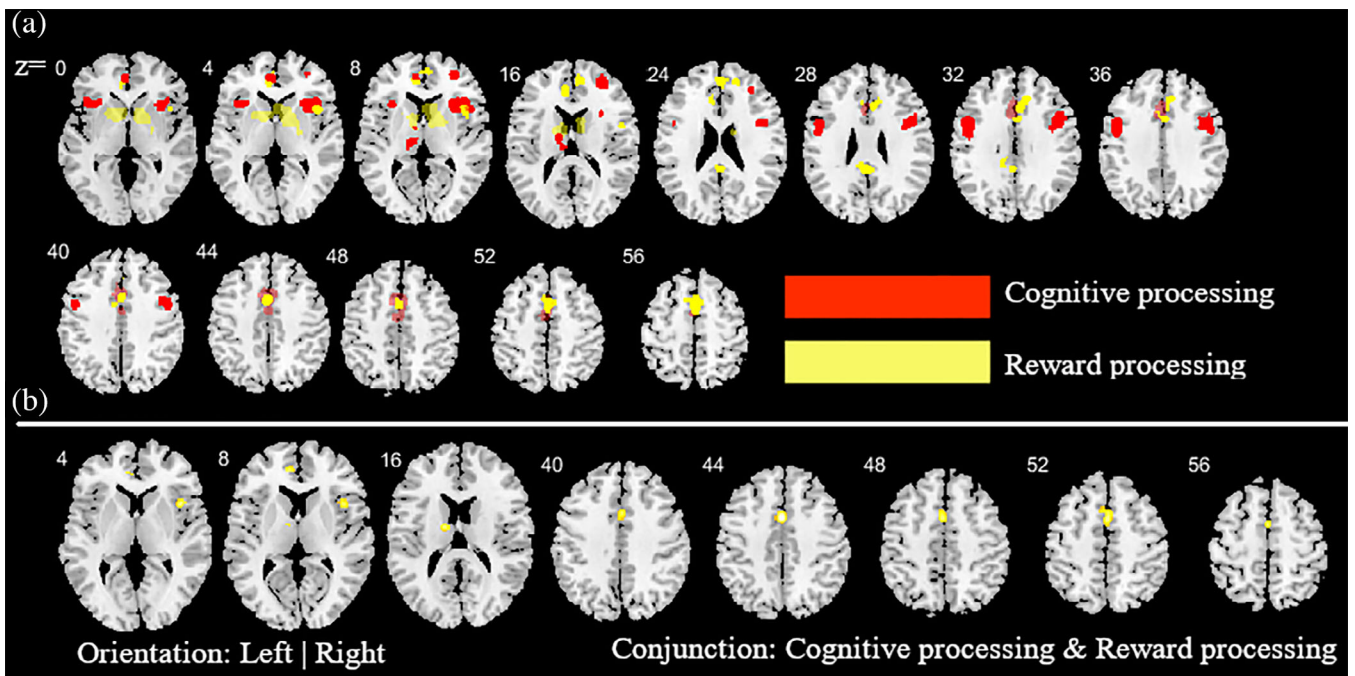 (a)
z= 0 4 8 16 24 28 32 36
40 44 48 52 56
Cognitive processing
Reward processing
(b)
4 8 16 40 44 48 52 56
Orientation: Left | Right
Conjunction: Cognitive processing & Reward processing